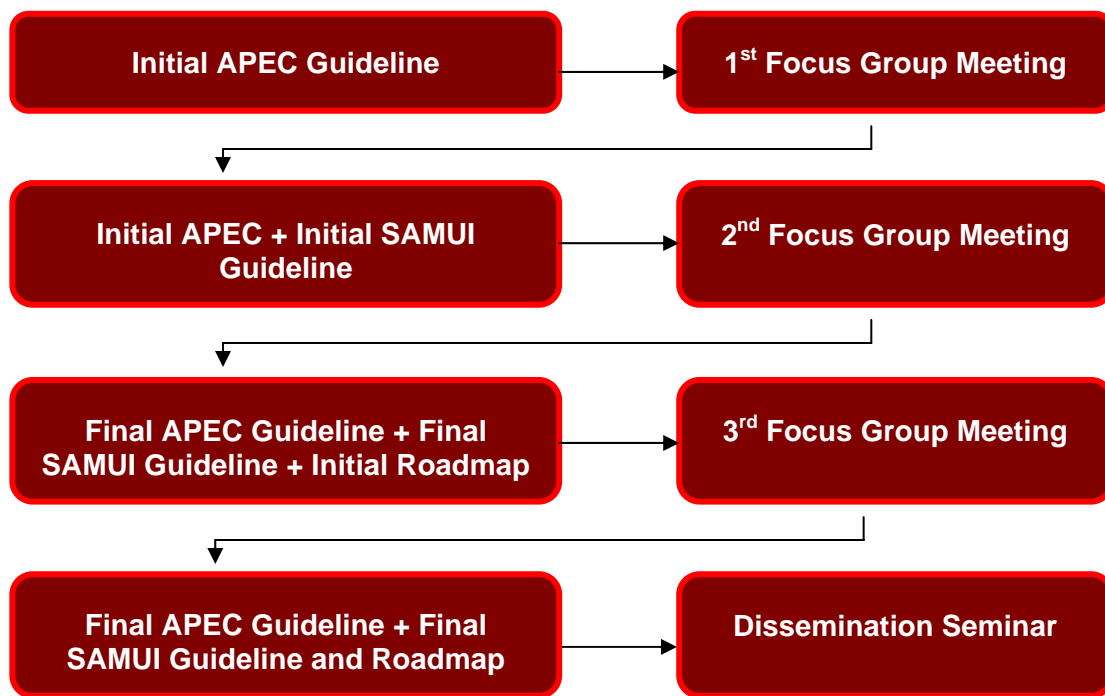 Initial APEC Guideline
1st Focus Group Meeting
Initial APEC + Initial SAMUI
Guideline
2nd Focus Group Meeting
Final APEC Guideline + Final
SAMUI Guideline + Initial Roadmap
3rd Focus Group Meeting
Final APEC Guideline + Final
SAMUI Guideline and Roadmap
Dissemination Seminar